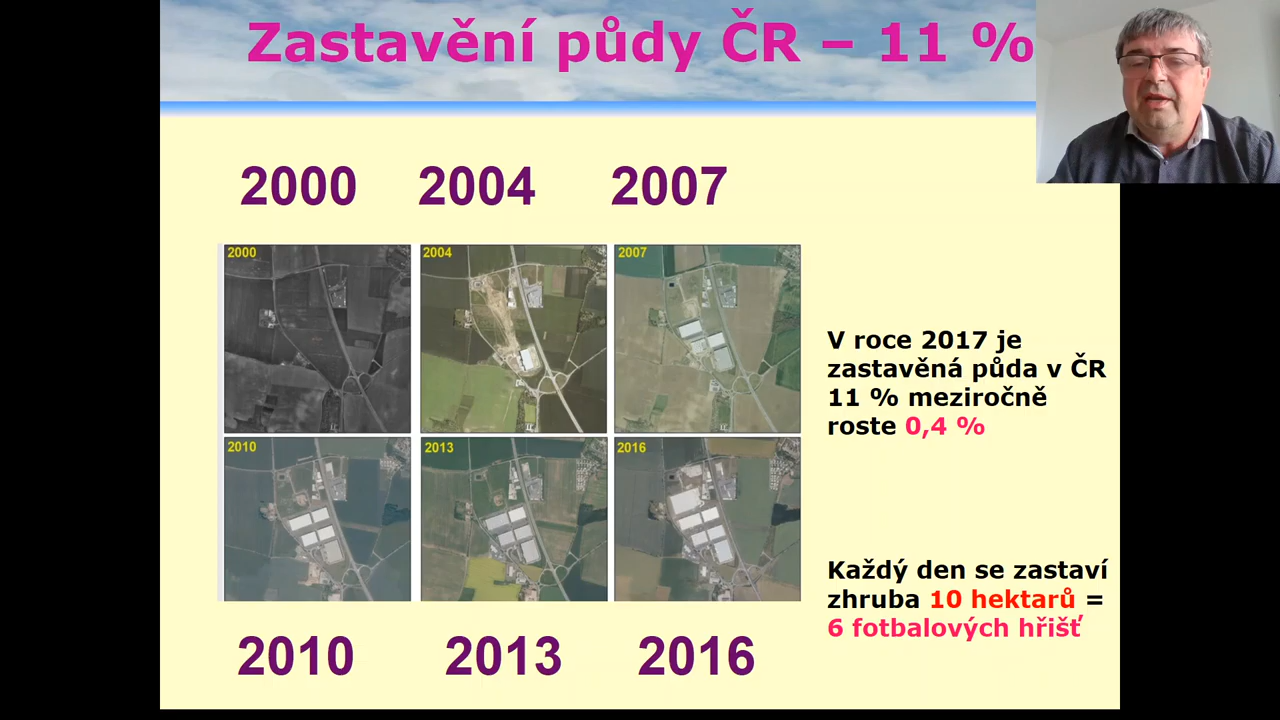 Zastavění půdy ČR – 11 %
2000 2004 2007
2000 2004 2007
2010 2013 2016
2010 2013 2016
V roce 2017 je
zastavěná půda v ČR
11 % meziročně
roste 0,4 %
Každý den se zastaví
zhruba 10 hektarů =
6 fotbalových hřišť